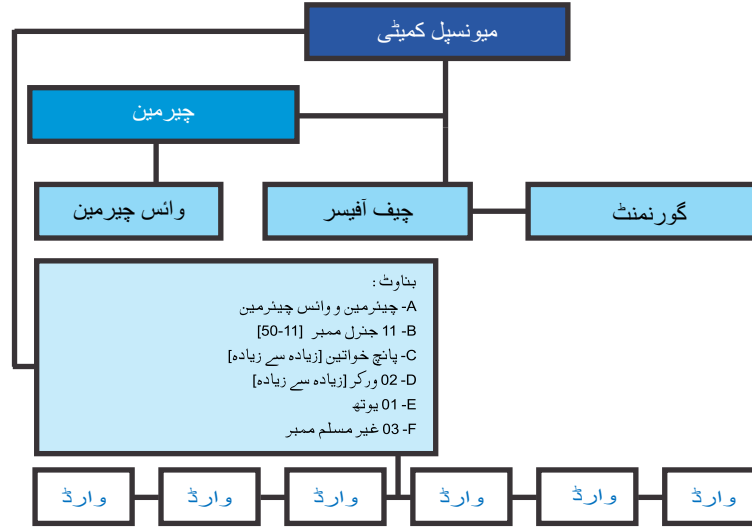 میونسپل کمیٹی
چیرمین
وائس چیرمین
چیف آفیسر
گورنمنٹ
بناوٹ :
A- چیئرمین و وائس چیئرمین
B- 11 جنرل ممبر [11-50]
C- پانچ خواتین [زیادہ سے زیادہ]
D- 02 ورکر [زیادہ سے زیادہ]
E- 01 یوتھ
F- 03 غیر مسلم ممبر
وارڈ
وارڈ
وارڈ
وارڈ
وارڈ
وارڈ